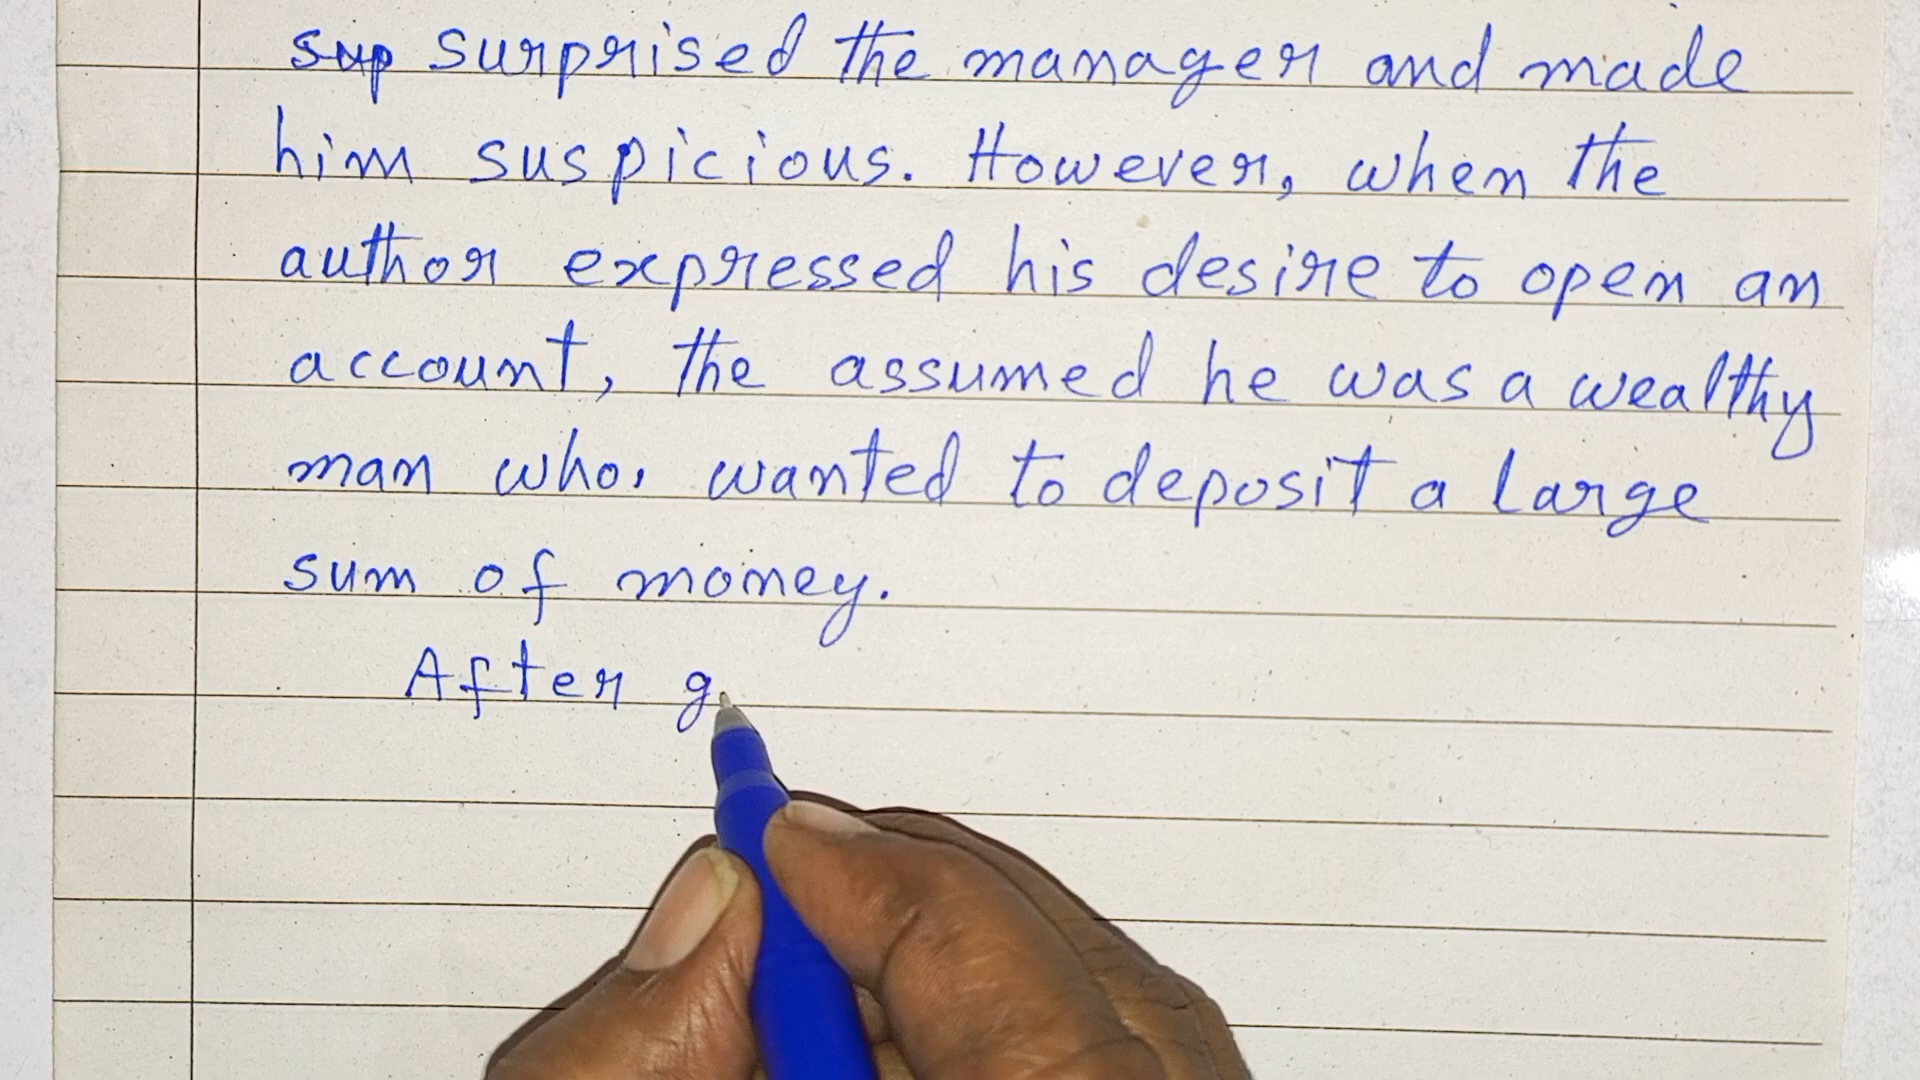 sup surprised the manager and made
him suspicious. However, when the
author expressed his desire to open an
account, the assumed he was a wealthy
man who, wanted to deposit a large
sum of money.
After g